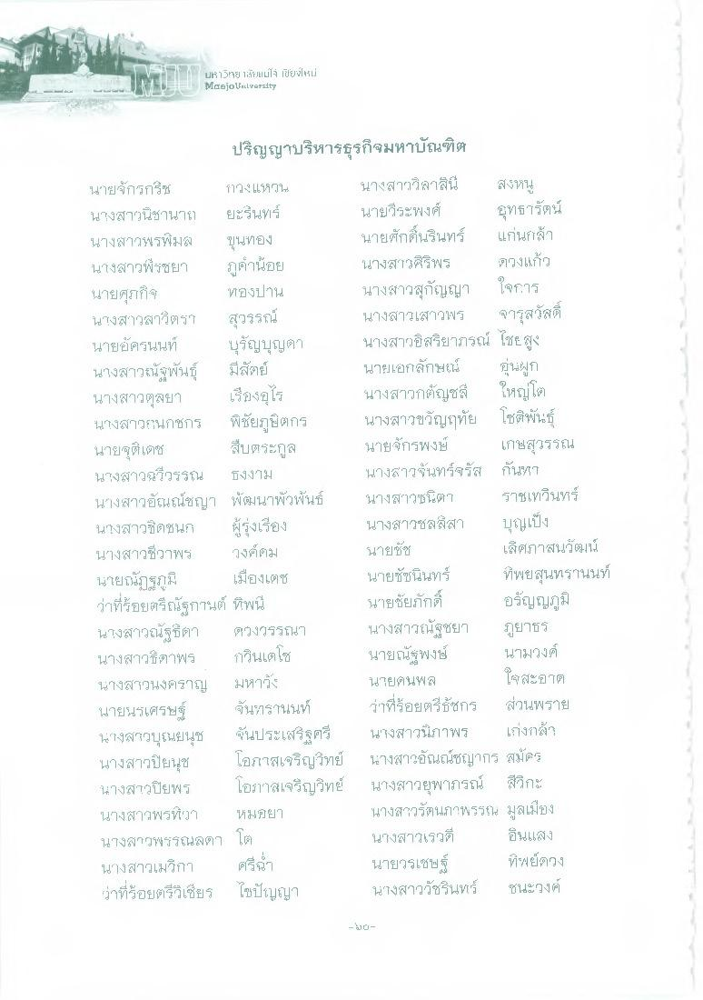 MJU
มหาวิทยาลัยแม่โจ้ เชียงใหม่
Maejo University
ปริญญาบริหารธุรกิจมหาบัณฑิต
นายจักรกริช กวงแหวน
นางสาวนิชานาถ ยะรินทร์
นางสาวพรพิมล ขุนทอง
นางสาวพีรชยา ภูคำน้อย
นายศุภกิจ ทองปาน
นางสาวสาวิตรา สุวรรณ์
นายอัครนนท์ บุรัญบุญดา
นางสาวณัฐพันธุ์ มีสัตย์
นางสาวตุลยา เรืองอุไร
นางสาวกนกชกร พิชัยภูษิตกร
นายจุติเดช สืบตระกูล
นางสาวฉวีวรรณ ธงงาม
นางสาวอัณณ์ชญา พัฒนาพัวพันธ์
นางสาวชิดชนก ผู้รุ่งเรือง
นางสาวชีวาพร วงค์คม
นายณัฏฐภูมิ เมืองเดช
ว่าที่ร้อยตรีณัฐกานต์ ทิพนี
นางสาวณัฐธิดา ดวงวรรณา
นางสาวธิดาพร กวินเดโช
นางสาวนงคราญ มหาวัง
นายนรเศรษฐ์ จันทรานนท์
นางสาวบุณยนุช จันประเสริฐศรี
นางสาวปิยนุช โอภาสเจริญวิทย์
นางสาวปิยพร โอภาสเจริญวิทย์
นางสาวพรทิวา หมอยา
นางสาวพรรณลดา โต
นางสาวเมวิกา ศรีฉ่ำ
ว่าที่ร้อยตรีวิเชียร ไขปัญญา
นางสาววิลาสินี สงหนู
นายวีระพงศ์ อุทธารัตน์
นายศักดิ์นรินทร์ แก่นกล้า
นางสาวศิริพร ดวงแก้ว
นางสาวสุกัญญา ใจการ
นางสาวเสาวพร จารุสวัสดิ์
นางสาวอิสริยาภรณ์ ไชยสูง
นายเอกลักษณ์ อุ่นผูก
นางสาวกตัญชลี ใหญ่โต
นางสาวขวัญฤทัย โชติพันธุ์
นายจักรพงษ์ เกษสุวรรณ
นางสาวจันทร์จรัส กันทา
นางสาวชนิตา ราชเทวินทร์
นางสาวชลลิสา บุญเป็ง
นายชัช เลิศภาสนวัฒน์
นายชัชนินทร์ ทิพยสุนทรานนท์
นายชัยภักดิ์ อรัญญภูมิ
นางสาวณัฐชยา ภูยาธร
นายณัฐพงษ์ นามวงค์
นายดนพล ใจสะอาด
ว่าที่ร้อยตรีธัชกร ส่วนพราย
นางสาวนิภาพร เก่งกล้า
นางสาวอัณณ์ชญากร สมัคร
นางสาวยุพาภรณ์ สีวิกะ
นางสาวรัตนภาพรรณ มูลเมือง
นางสาวเรวดี อินแสง
นายวรเชษฐ์ ทิพย์ดวง
นางสาววัชรินทร์ ชนะวงค์
-๖๐-